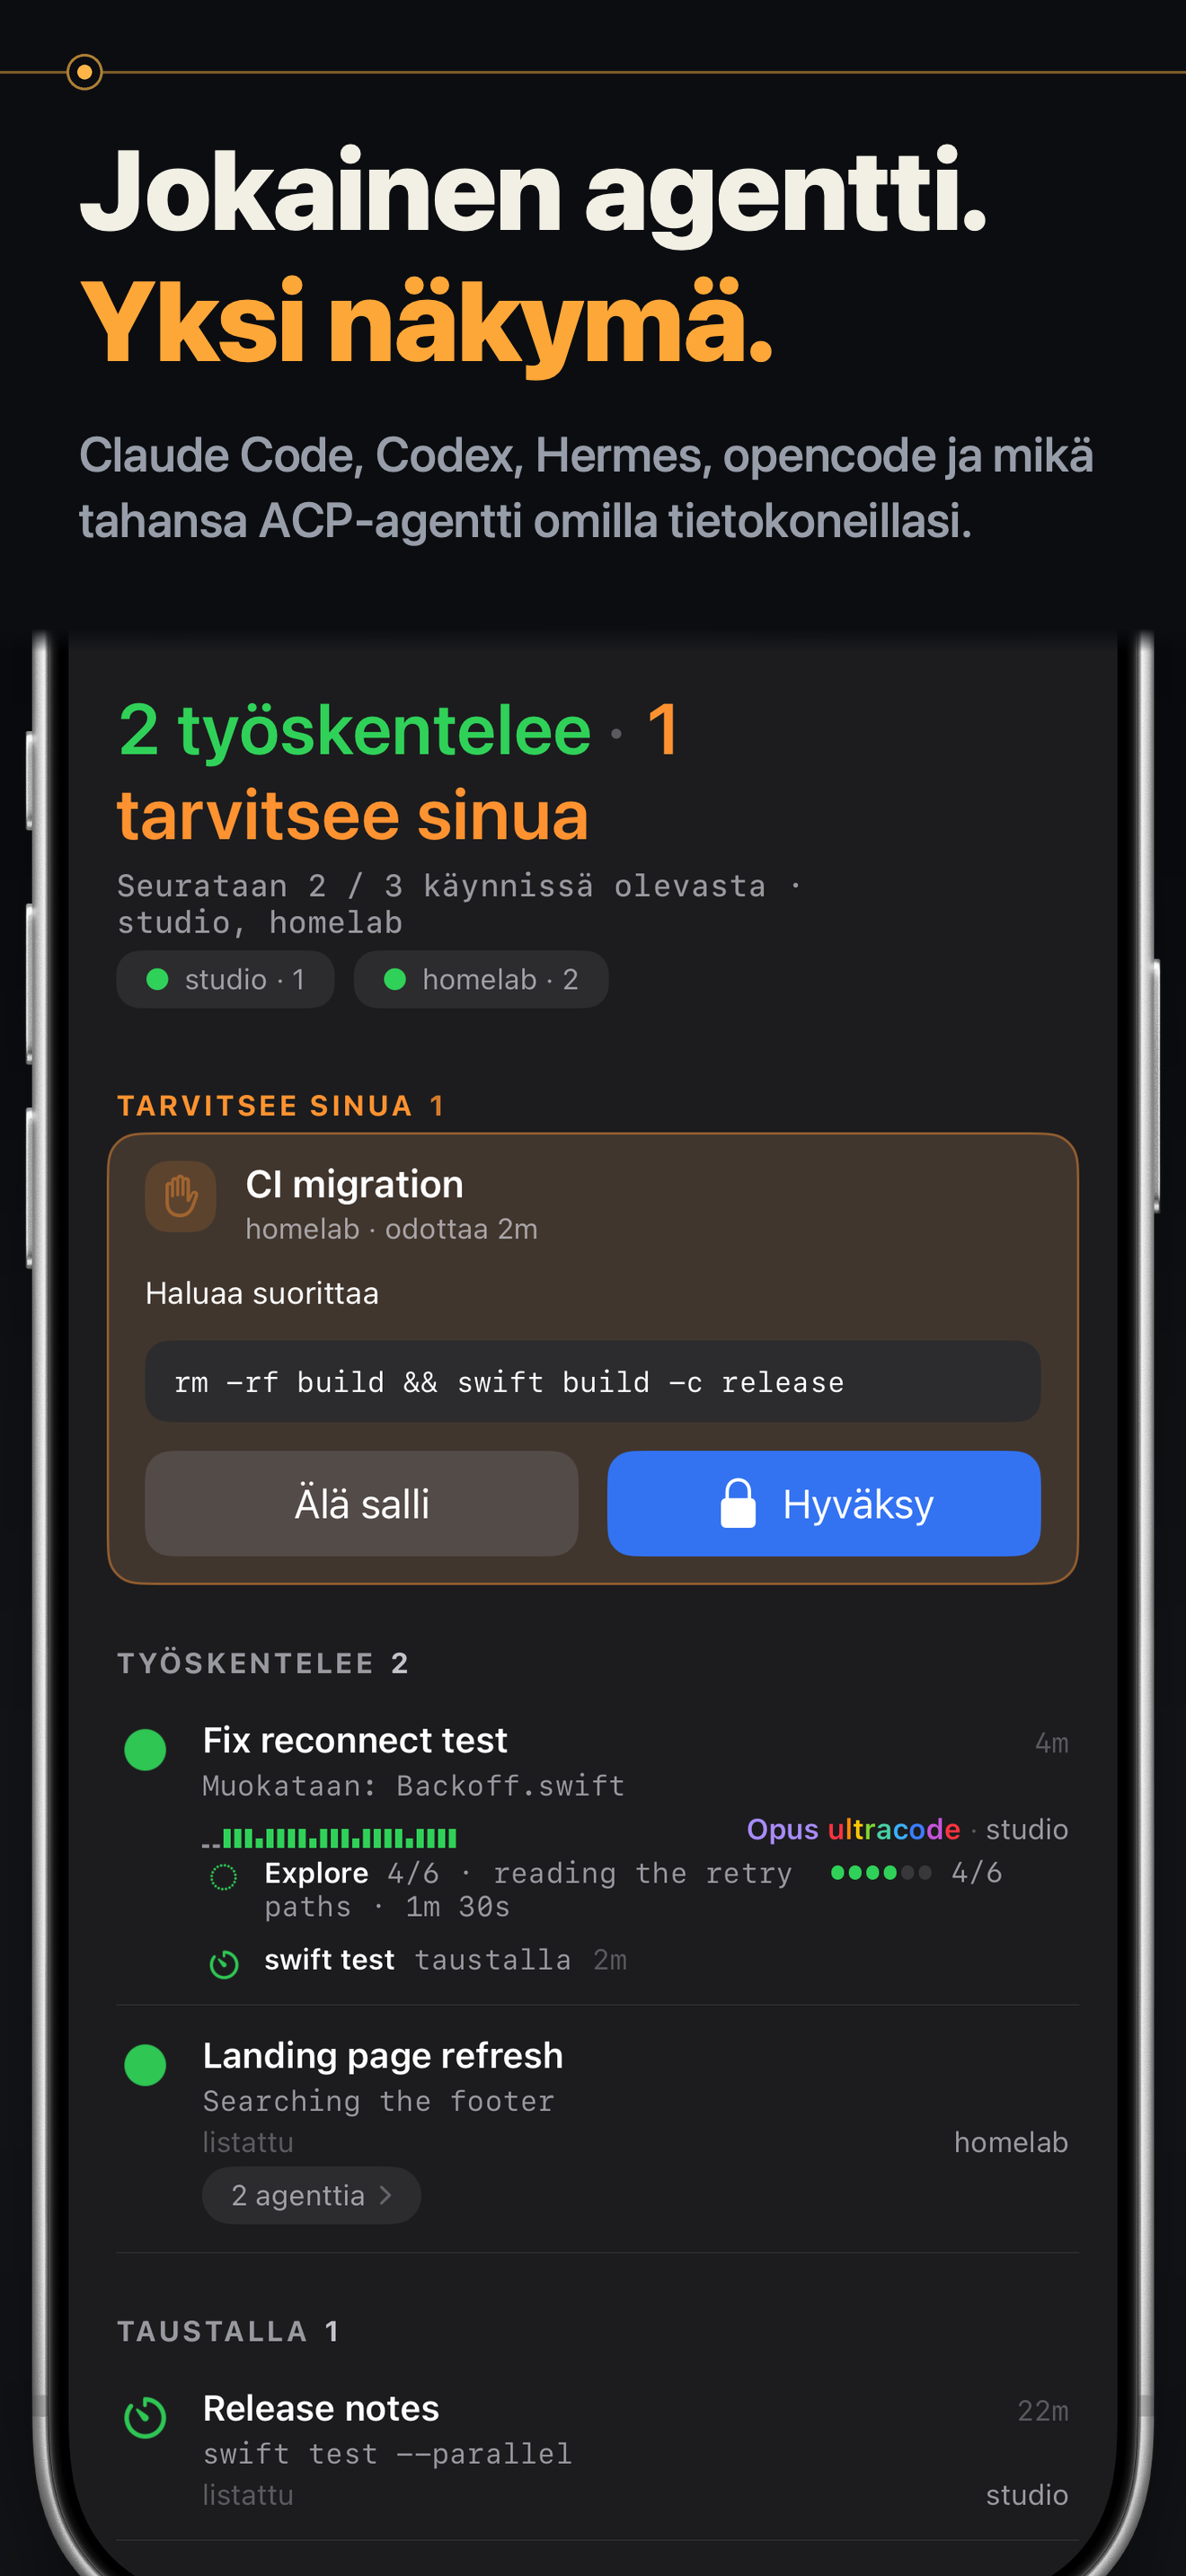 Jokainen agentti.
Yksi näkymä.
Claude Code, Codex, Hermes, opencode ja mikä
tahansa ACP-agentti omilla tietokoneillasi.
2 työskentelee · 1
tarvitsee sinua
Seurataan 2 / 3 käynnissä olevasta ·
studio, homelab
studio · 1 homelab · 2
TARVITSEE SINUA 1
CI migration
homelab · odottaa 2m
Haluaa suorittaa
rm -rf build && swift build -c release
Älä salli Hyväksy
TYÖSKENTELEE 2
Fix reconnect test 4m
Muokataan: Backoff.swift
Opus ultracode · studio
Explore 4/6 · reading the retry 4/6
paths · 1m 30s
swift test taustalla 2m
Landing page refresh
Searching the footer
listattu homelab
2 agenttia
TAUSTALLA 1
Release notes 22m
swift test --parallel
listattu studio